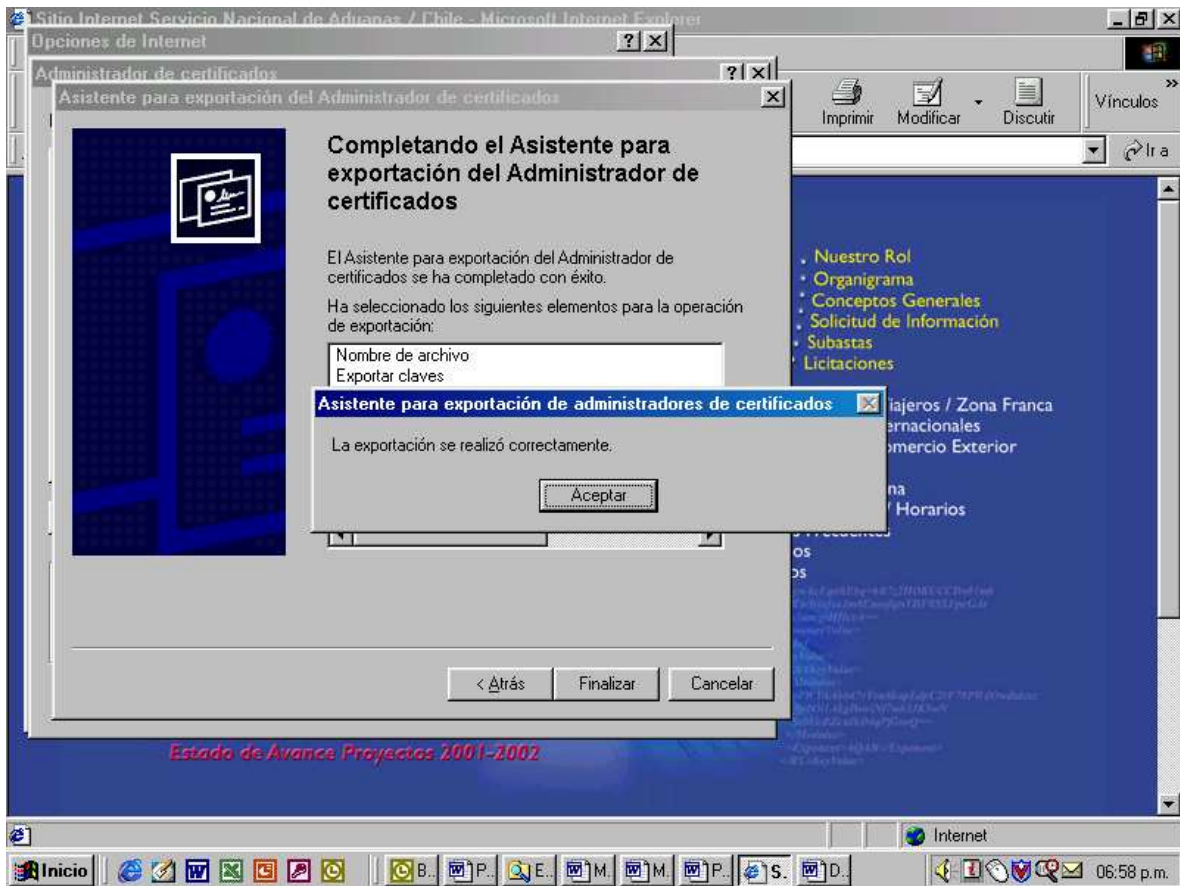 Sitio Internet Servicio Nacional de Aduanas / Chile - Microsoft Internet Explorer
Opciones de Internet
Administrador de certificados
Asistente para exportación del Administrador de certificados
Imprimir Modificar Discutir Vínculos »
Ir a
Completando el Asistente para
exportación del Administrador de
certificados
El Asistente para exportación del Administrador de
certificados se ha completado con éxito.
Ha seleccionado los siguientes elementos para la operación
de exportación:
Nombre de archivo
Exportar claves
Asistente para exportación de administradores de certificados
La exportación se realizó correctamente.
Aceptar
< Atrás Finalizar Cancelar
Nuestro Rol
Organigrama
Conceptos Generales
Solicitud de Información
Subastas
Licitaciones
iajeros / Zona Franca
ernacionales
omercio Exterior
na
/ Horarios
os
os
Estado de Avance Proyectos 2001-2002
Internet
Inicio B.. P.. E.. M. M. P.. S. D.. 06:58 p.m.